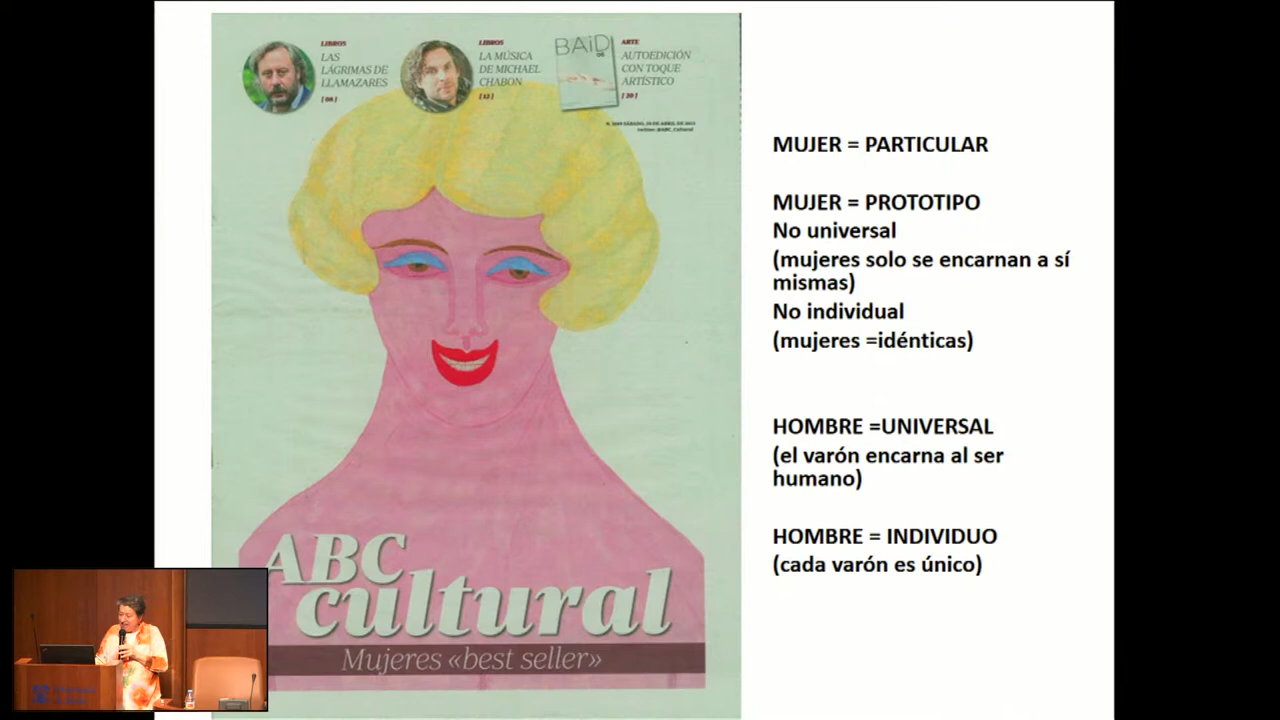 LIBROS
LAS
LÁGRIMAS DE
LLAMAZARES
[08]
LIBROS
LA MÚSICA
DE MICHAEL
CHABON
[12]
BAiD
ARTE
AUTOEDICIÓN
CON TOQUE
ARTÍSTICO
[20]
ABC
cultural
Mujeres «best seller»
MUJER = PARTICULAR
MUJER = PROTOTIPO
No universal
(mujeres solo se encarnan a sí
mismas)
No individual
(mujeres =idénticas)
HOMBRE =UNIVERSAL
(el varón encarna al ser
humano)
HOMBRE = INDIVIDUO
(cada varón es único)